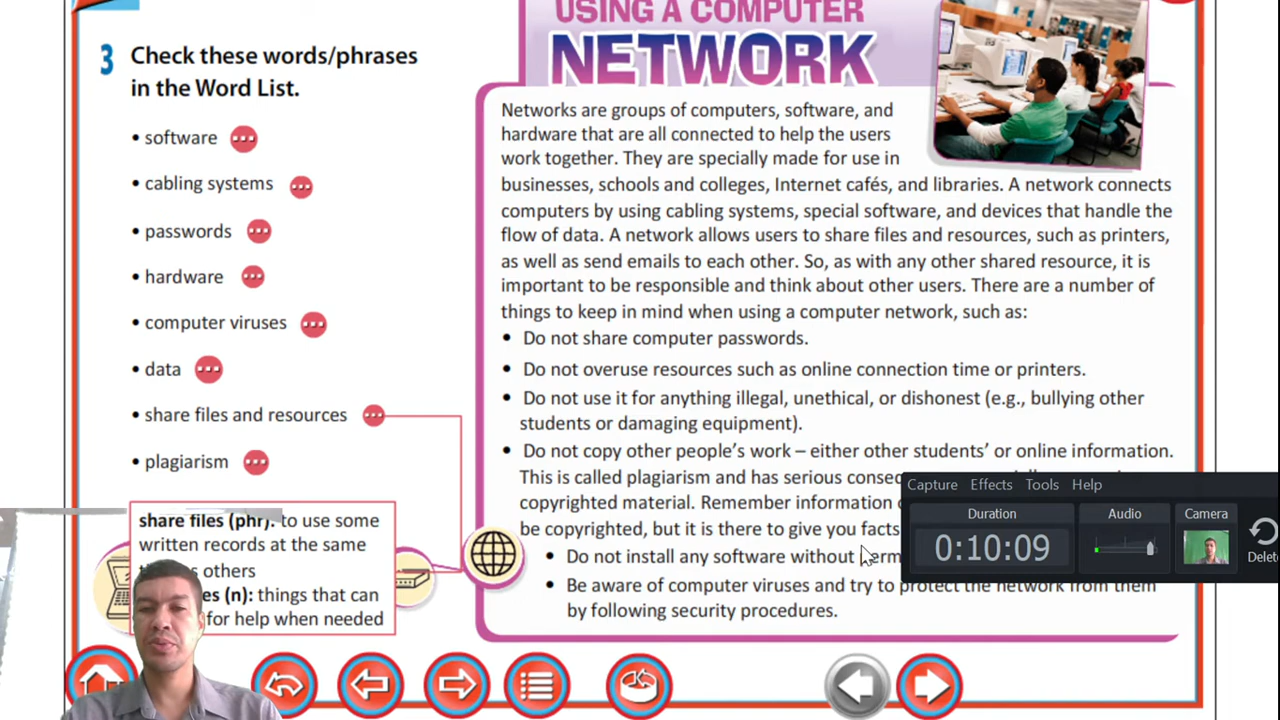 3 Check these words/phrases
in the Word List.
• software
• cabling systems
• passwords
• hardware
• computer viruses
• data
• share files and resources
• plagiarism
share files (phr): to use some
written records at the same
others
(n): things that can
for help when needed
USING A COMPUTER
NETWORK
Networks are groups of computers, software, and
hardware that are all connected to help the users
work together. They are specially made for use in
businesses, schools and colleges, Internet cafés, and libraries. A network connects
computers by using cabling systems, special software, and devices that handle the
flow of data. A network allows users to share files and resources, such as printers,
as well as send emails to each other. So, as with any other shared resource, it is
important to be responsible and think about other users. There are a number of
things to keep in mind when using a computer network, such as:
• Do not share computer passwords.
• Do not overuse resources such as online connection time or printers.
• Do not use it for anything illegal, unethical, or dishonest (e.g., bullying other
students or damaging equipment).
• Do not copy other people's work – either other students' or online information.
This is called plagiarism and has serious
copyrighted material. Remember information
be copyrighted, but it is there to give you facts
• Do not install any software without
• Be aware of computer viruses and try to protect the network from them
by following security procedures.
Capture Effects Tools Help
Duration Audio Camera
0:10:09